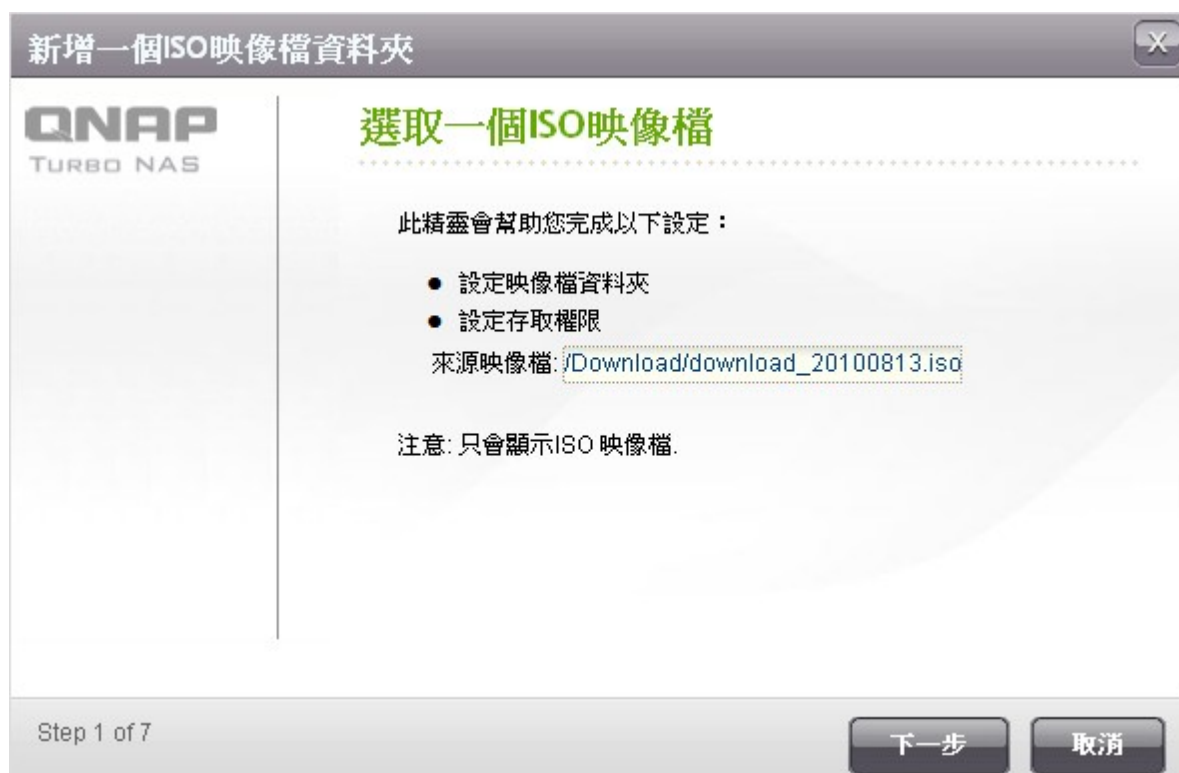 新增一個ISO映像檔資料夾
X
QNAP
TURBO NAS
選取一個ISO映像檔
此精靈會幫助您完成以下設定：
● 設定映像檔資料夾
● 設定存取權限
來源映像檔: /Download/download_20100813.iso
注意: 只會顯示ISO 映像檔.
Step 1 of 7
下一步
取消